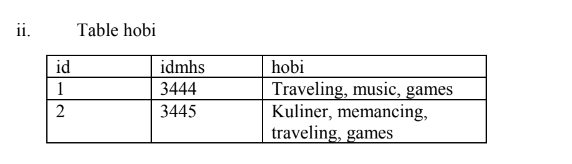 ii. Table hobi
id idmhs hobi
1 3444 Traveling, music, games
2 3445 Kuliner, memancing,
traveling, games